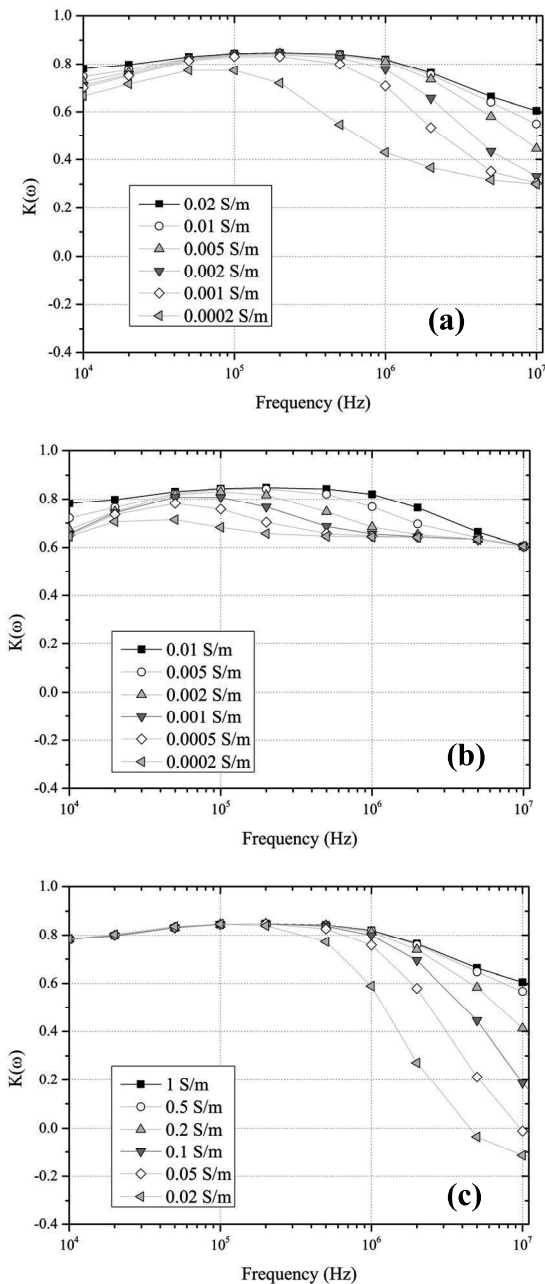 1.0
0.8
0.6
0.4
0.2
0.0
-0.2
-0.4
K(ω)
0.02 S/m
0.01 S/m
0.005 S/m
0.002 S/m
0.001 S/m
0.0002 S/m
(a)
10⁴ 10⁵ 10⁶ 10⁷
Frequency (Hz)
1.0
0.8
0.6
0.4
0.2
0.0
-0.2
-0.4
K(ω)
0.01 S/m
0.005 S/m
0.002 S/m
0.001 S/m
0.0005 S/m
0.0002 S/m
(b)
10⁴ 10⁵ 10⁶ 10⁷
Frequency (Hz)
1.0
0.8
0.6
0.4
0.2
0.0
-0.2
-0.4
K(ω)
1 S/m
0.5 S/m
0.2 S/m
0.1 S/m
0.05 S/m
0.02 S/m
(c)
10⁴ 10⁵ 10⁶ 10⁷
Frequency (Hz)